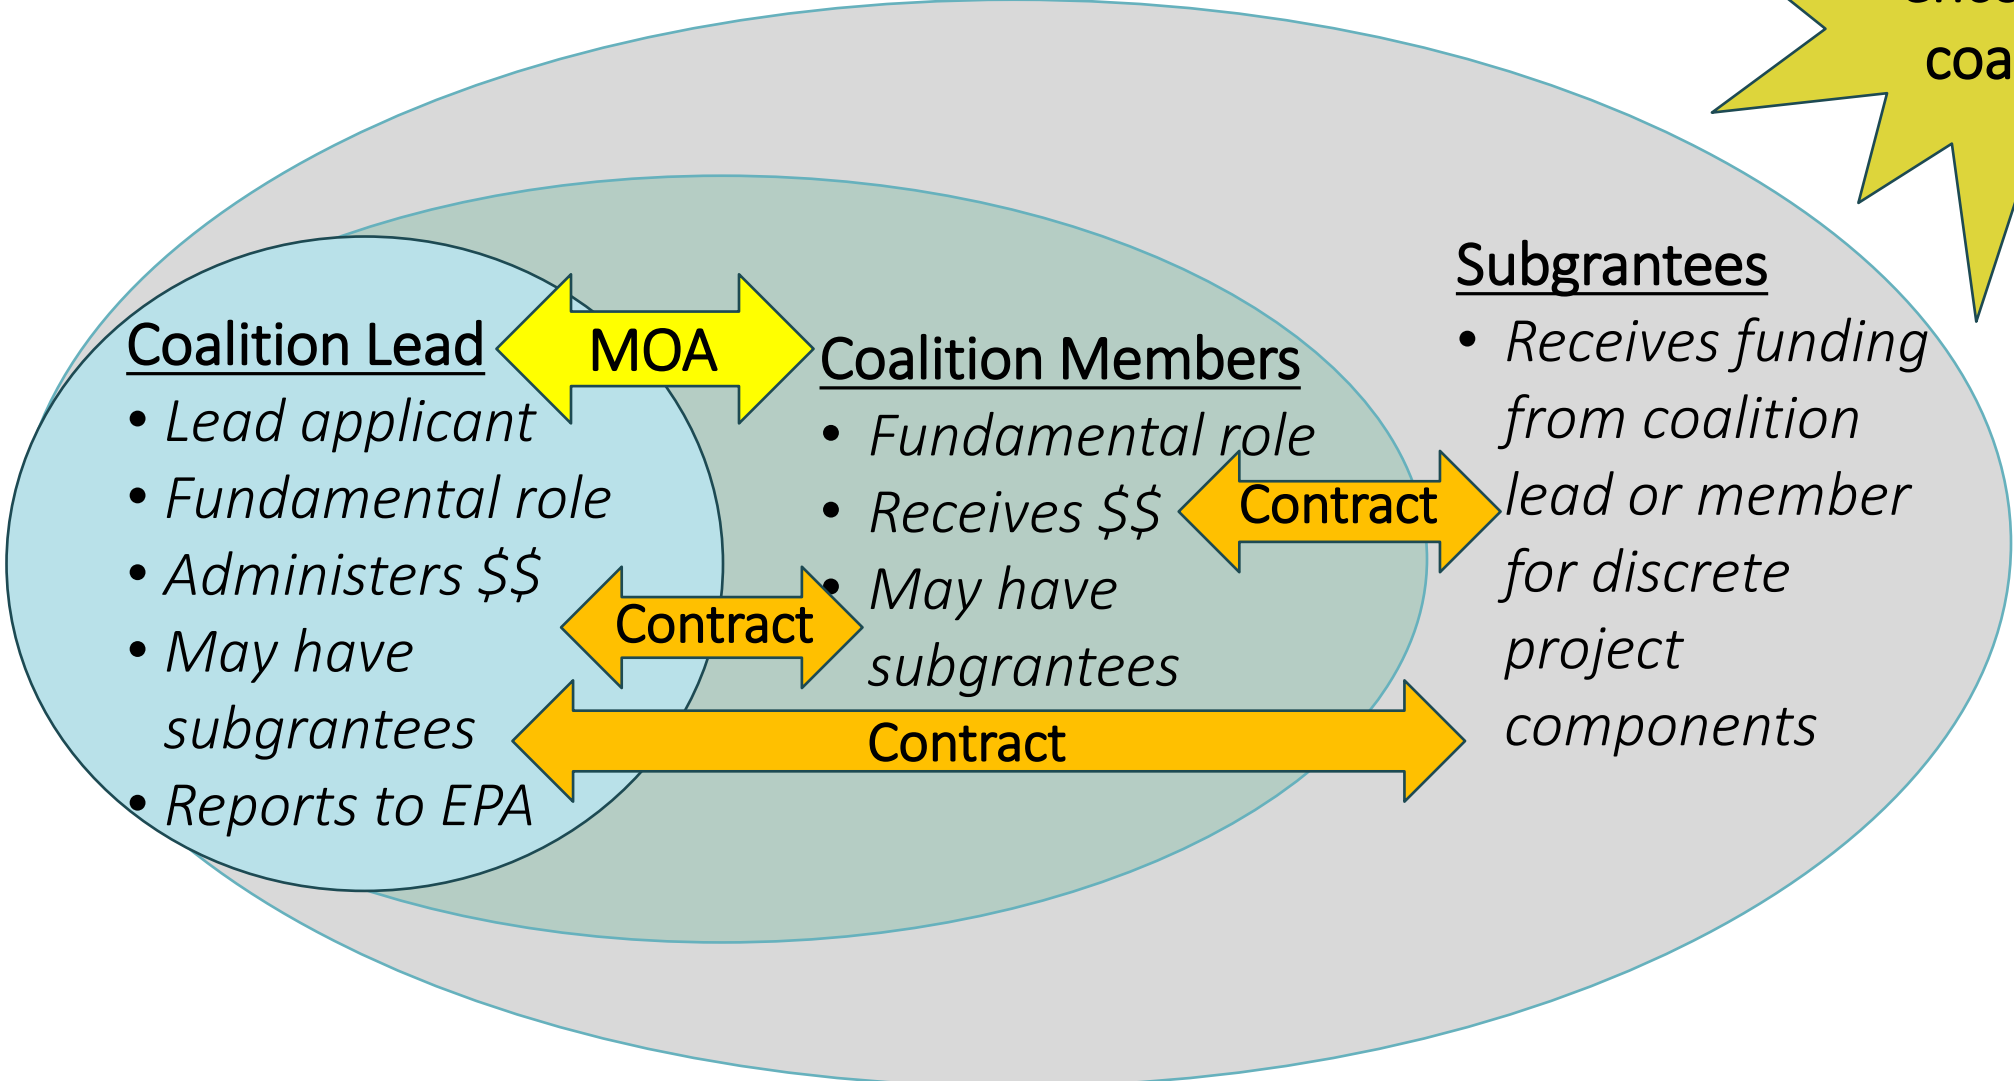 coa
Coalition Lead
• Lead applicant
• Fundamental role
• Administers $$
• May have
subgrantees
• Reports to EPA
MOA
Coalition Members
• Fundamental role
• Receives $$
• May have
subgrantees
Contract
Contract
Contract
Subgrantees
• Receives funding
from coalition
lead or member
for discrete
project
components